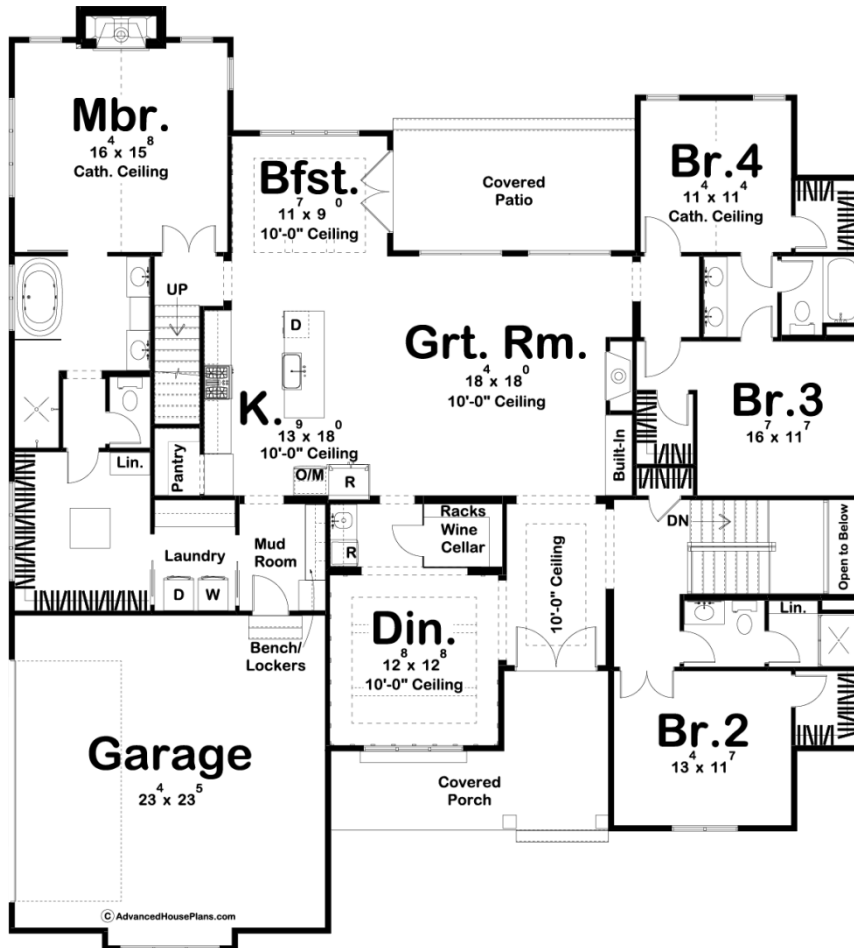 Mbr.
16⁴ x 15⁸
Cath. Ceiling
Bfst.
11⁷ x 9⁰
10'-0" Ceiling
Covered
Patio
Br.4
11⁴ x 11⁴
Cath. Ceiling
UP
D
Grt. Rm.
18⁴ x 18⁰
10'-0" Ceiling
K.
13⁹ x 18⁰
10'-0" Ceiling
Br.3
16⁷ x 11⁷
Built-In
Lin.
Pantry
O/M
R
Racks
Wine
Cellar
R
DN
Open to Below
Laundry
D
W
Mud
Room
10'-0" Ceiling
Bench/
Lockers
Din.
12⁸ x 12⁸
10'-0" Ceiling
Lin.
Br.2
13⁴ x 11⁷
Garage
23⁴ x 23⁵
Covered
Porch
© AdvancedHousePlans.com